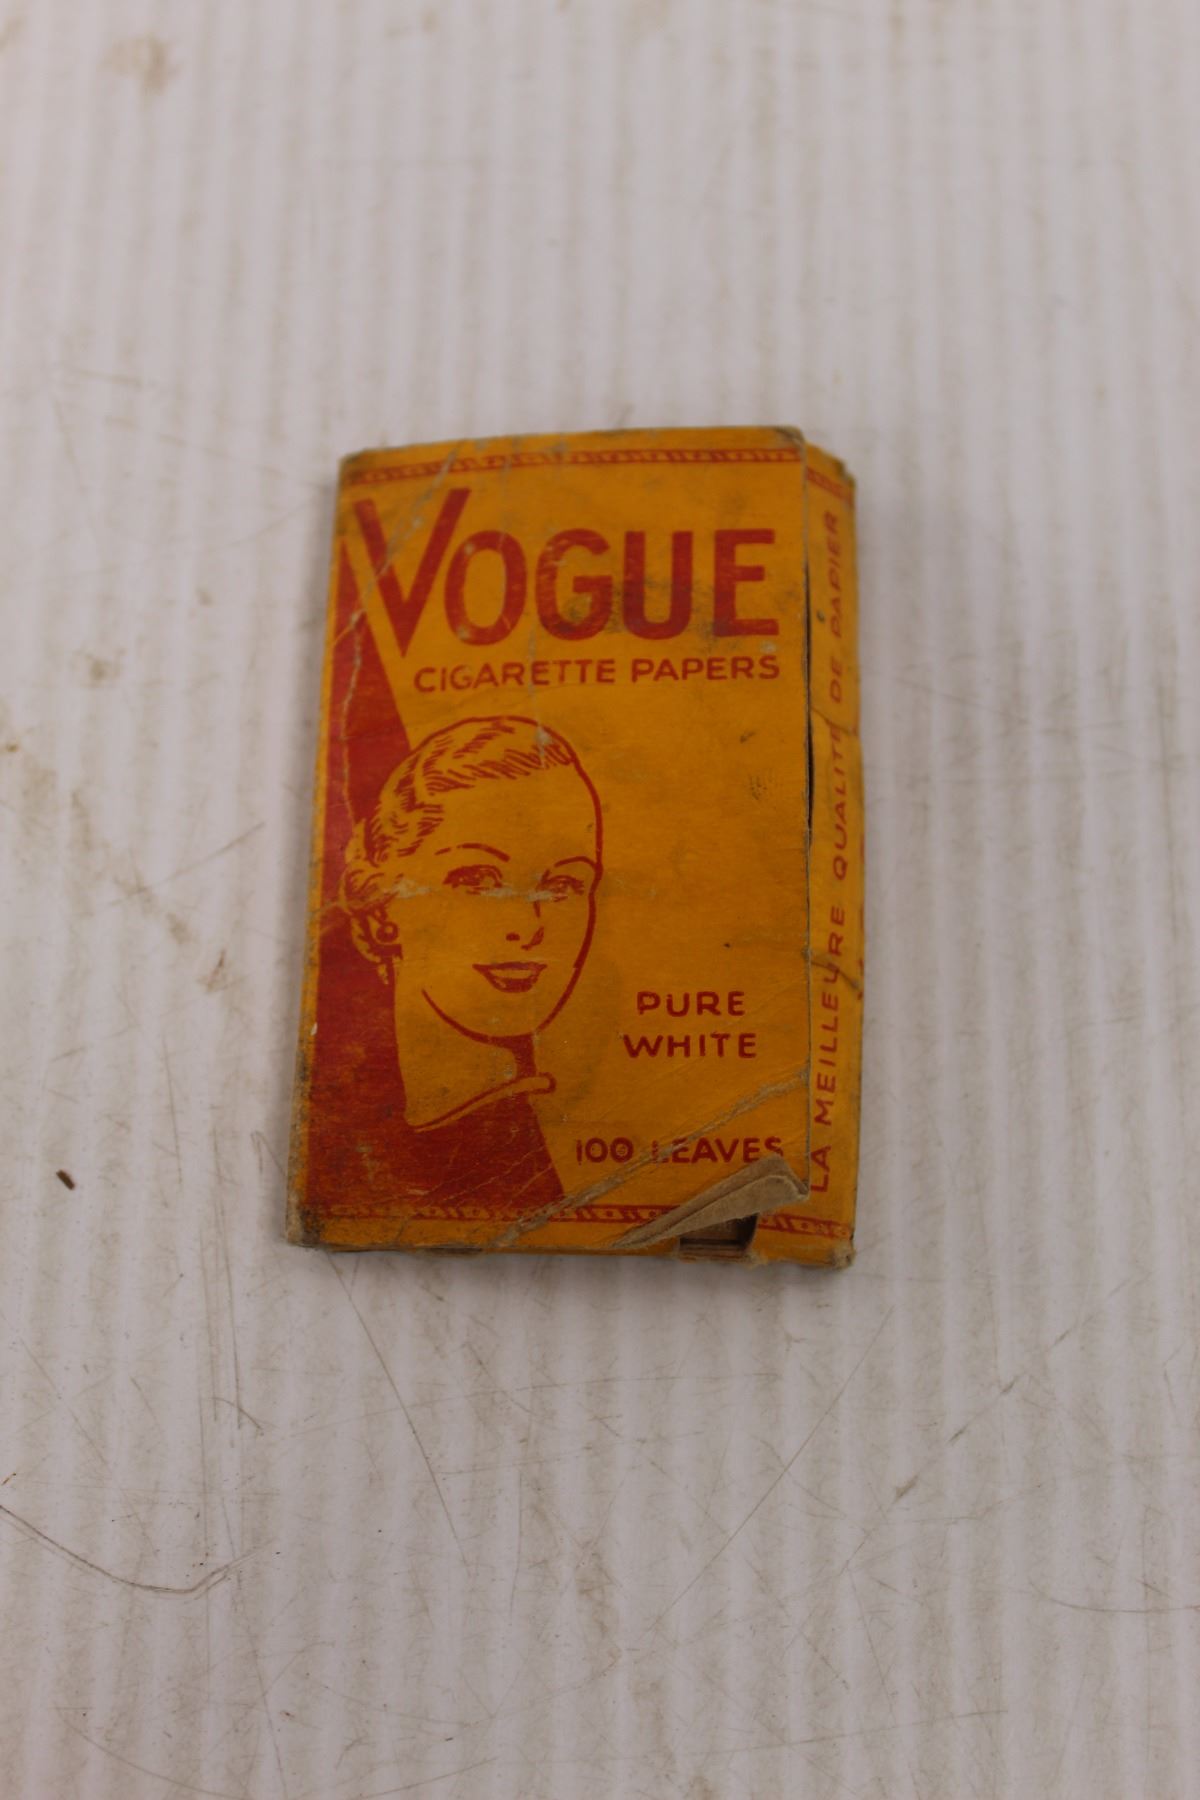 VOGUE
CIGARETTE PAPERS
PURE
WHITE
100 LEAVES
LA MEILLEURE QUALITÉ DE PAPIER